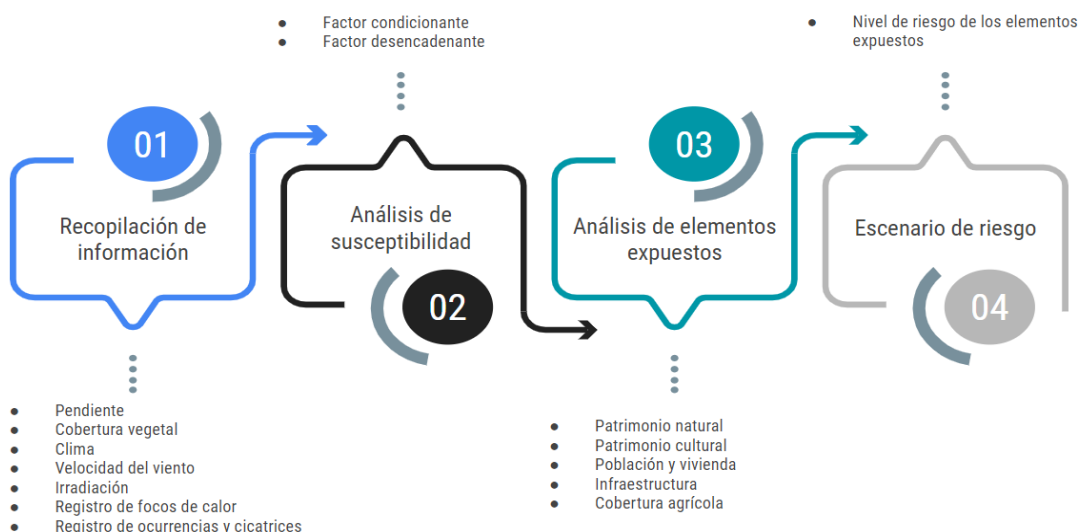 01
Recopilación de
información
● Pendiente
● Cobertura vegetal
● Clima
● Velocidad del viento
● Irradiación
● Registro de focos de calor
● Registro de ocurrencias y cicatrices
● Factor condicionante
● Factor desencadenante
Análisis de
susceptibilidad
02
03
Análisis de elementos
expuestos
● Patrimonio natural
● Patrimonio cultural
● Población y vivienda
● Infraestructura
● Cobertura agrícola
● Nivel de riesgo de los elementos
expuestos
Escenario de riesgo
04